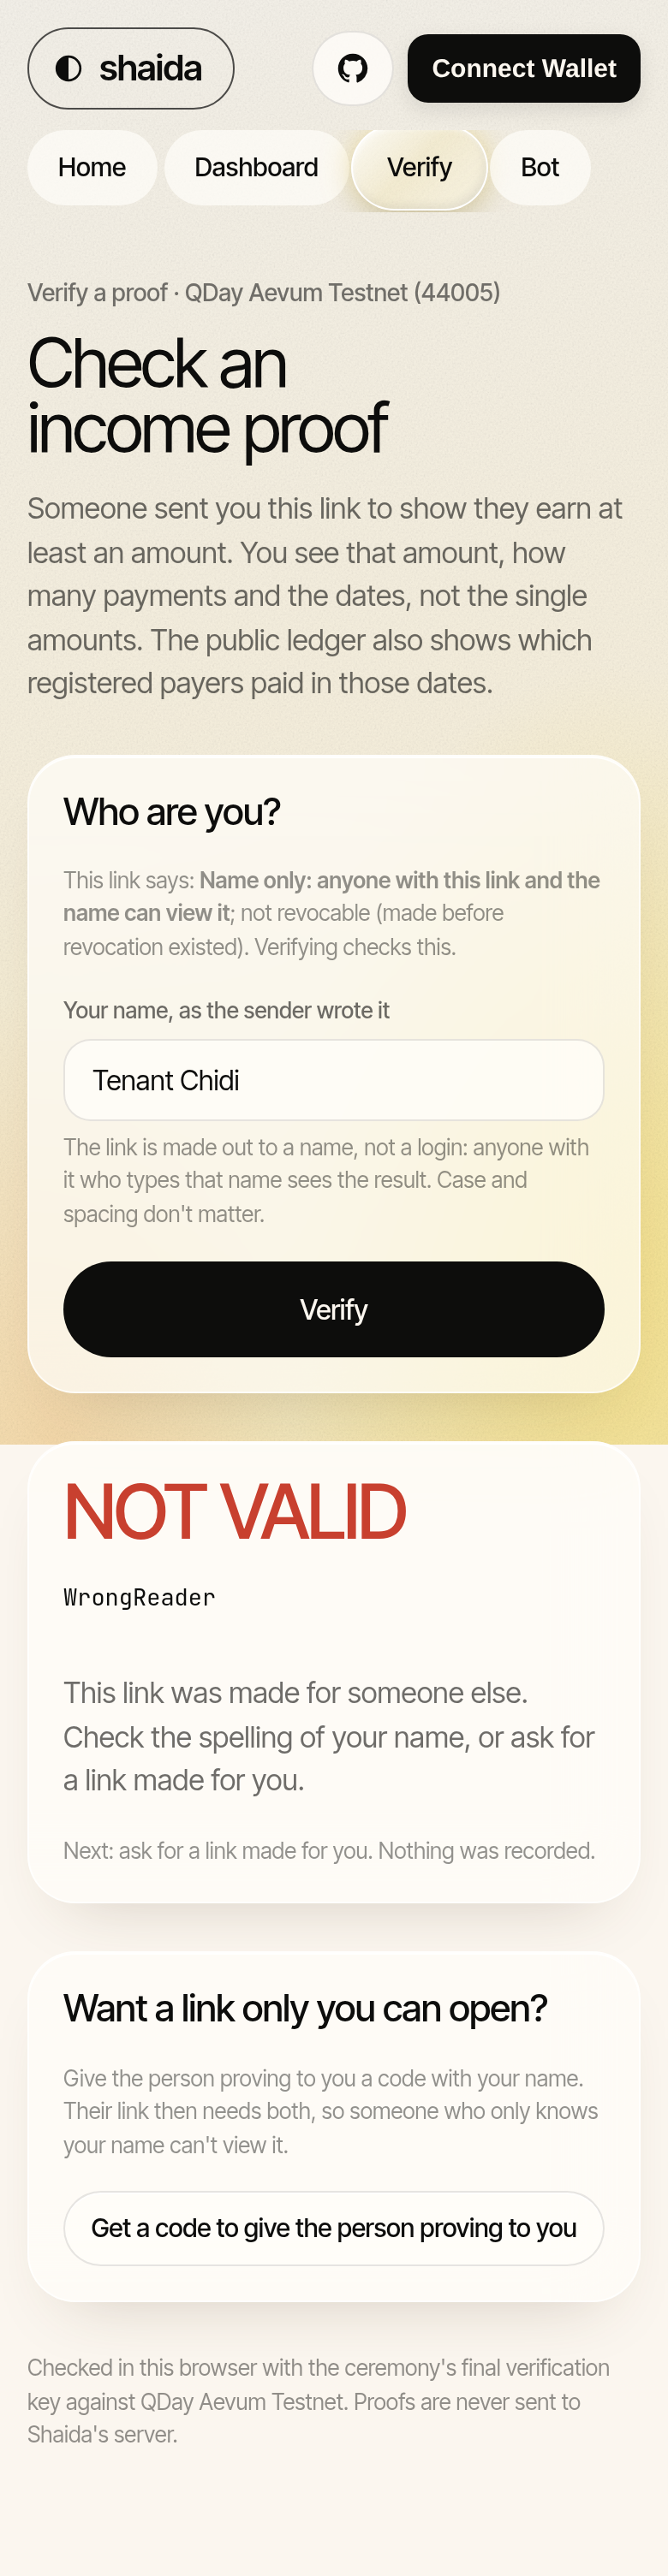 shaida
Connect Wallet
Home
Dashboard
Verify
Bot
Verify a proof · QDay Aevum Testnet (44005)
Check an
income proof
Someone sent you this link to show they earn at
least an amount. You see that amount, how
many payments and the dates, not the single
amounts. The public ledger also shows which
registered payers paid in those dates.
Who are you?
This link says: Name only: anyone with this link and the
name can view it; not revocable (made before
revocation existed). Verifying checks this.
Your name, as the sender wrote it
Tenant Chidi
The link is made out to a name, not a login: anyone with
it who types that name sees the result. Case and
spacing don't matter.
Verify
NOT VALID
WrongReader
This link was made for someone else.
Check the spelling of your name, or ask for
a link made for you.
Next: ask for a link made for you. Nothing was recorded.
Want a link only you can open?
Give the person proving to you a code with your name.
Their link then needs both, so someone who only knows
your name can't view it.
Get a code to give the person proving to you
Checked in this browser with the ceremony's final verification
key against QDay Aevum Testnet. Proofs are never sent to
Shaida's server.